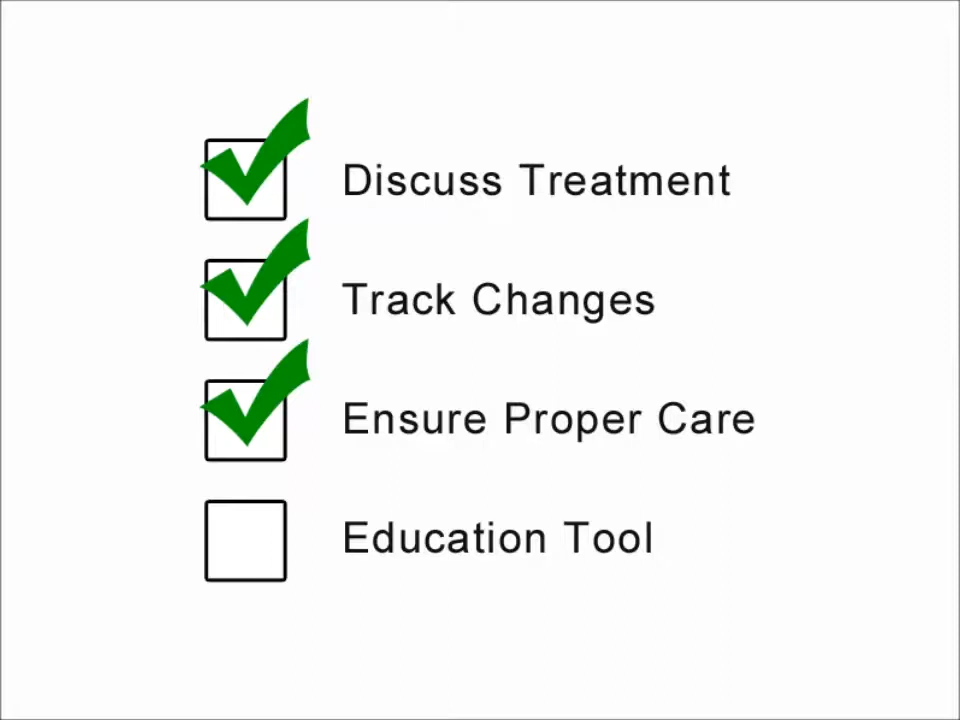 Discuss Treatment
Track Changes
Ensure Proper Care
Education Tool